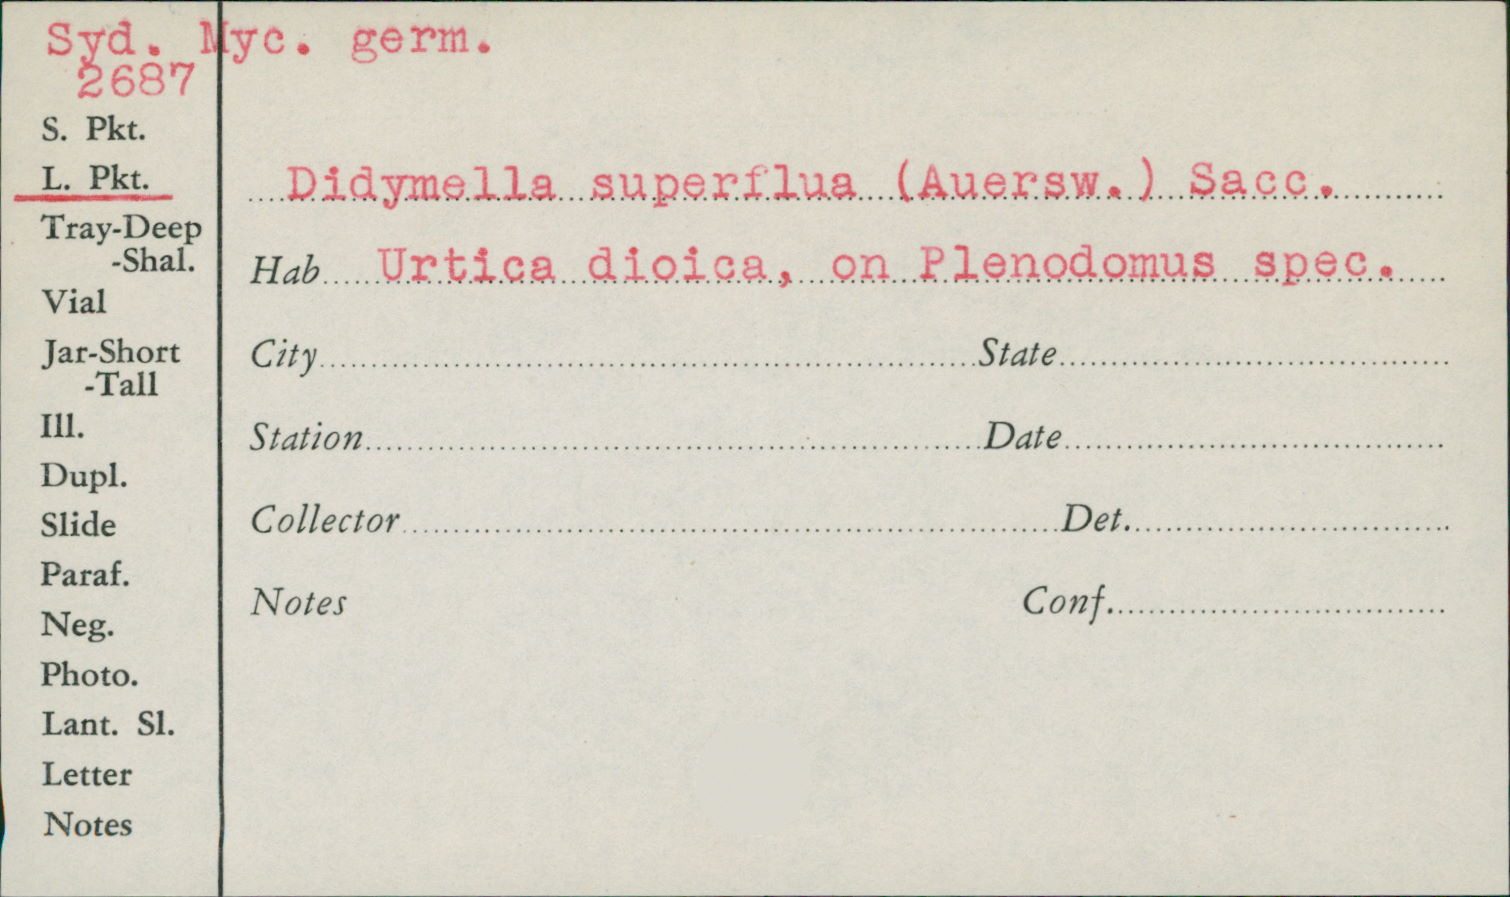 Syd. Myc. germ.
2687
S. Pkt.
L. Pkt.
Tray-Deep
-Shal.
Vial
Jar-Short
-Tall
Ill.
Dupl.
Slide
Paraf.
Neg.
Photo.
Lant. Sl.
Letter
Notes
Didymella superflua (Auersw.) Sacc.
Hab Urtica dioica, on Plenodomus spec.
City State
Station Date
Collector Det.
Notes Conf.